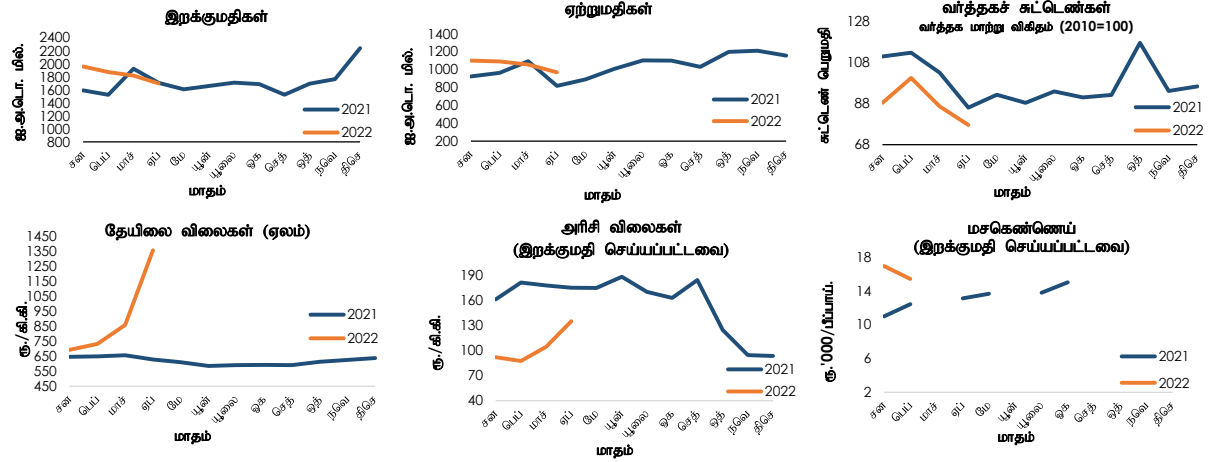 இறக்குமதிகள்
ஐ.அ.டொ. மில்.
2400
2200
2000
1800
1600
1400
1200
1000
800
2021
2022
சன
பெப்
மாச்
ஏப்
மே
யூன்
யூலை
ஓக
செத்
ஒத்
நவெ
திசெ
மாதம்
ஏற்றுமதிகள்
ஐ.அ.டொ. மில்.
1400
1200
1000
800
600
400
200
2021
2022
சன
பெப்
மாச்
ஏப்
மே
யூன்
யூலை
ஓக
செத்
ஒத்
நவெ
திசெ
மாதம்
வர்த்தகச் சுட்டெண்கள்
வர்த்தக மாற்று விகிதம் (2010=100)
சுட்டெண் பெறுமதி
128
108
88
68
2021
2022
சன
பெப்
மாச்
ஏப்
மே
யூன்
யூலை
ஓக
செத்
ஒத்
நவெ
திசெ
மாதம்
தேயிலை விலைகள் (ஏலம்)
ரூ./கி.கி.
1450
1350
1250
1150
1050
950
850
750
650
550
450
2021
2022
சன
பெப்
மாச்
ஏப்
மே
யூன்
யூலை
ஓக
செத்
ஒத்
நவெ
திசெ
மாதம்
அரிசி விலைகள்
(இறக்குமதி செய்யப்பட்டவை)
ரூ./கி.கி.
190
160
130
100
70
40
2021
2022
சன
பெப்
மாச்
ஏப்
மே
யூன்
யூலை
ஓக
செத்
ஒத்
நவெ
திசெ
மாதம்
மசகெண்ணெய்
(இறக்குமதி செய்யப்பட்டவை)
ரூ.'000/பீப்பாய்.
18
14
10
6
2
2021
2022
சன
பெப்
மாச்
ஏப்
மே
யூன்
யூலை
ஓக
செத்
ஒத்
நவெ
திசெ
மாதம்